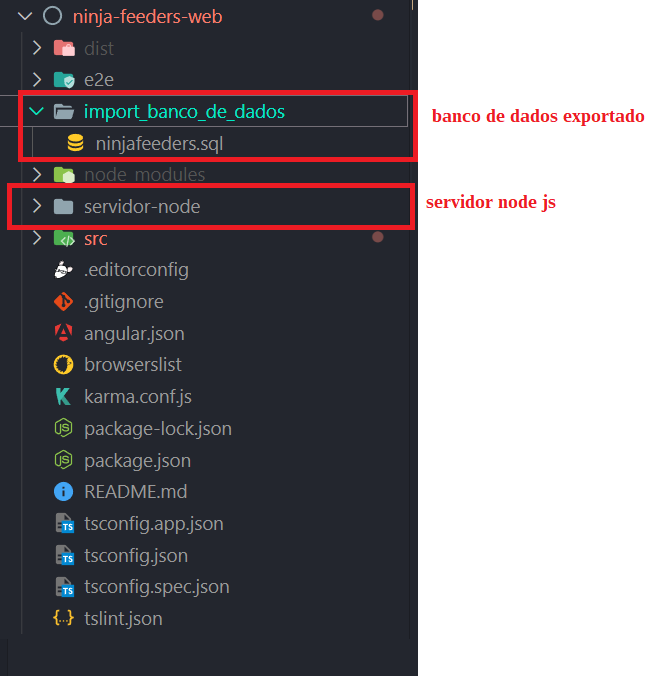 ninja-feeders-web
dist
e2e
import_banco_de_dados
banco de dados exportado
ninjafeeders.sql
node_modules
servidor-node
servidor node js
src
.editorconfig
.gitignore
angular.json
browserslist
karma.conf.js
package-lock.json
package.json
README.md
tsconfig.app.json
tsconfig.json
tsconfig.spec.json
tslint.json